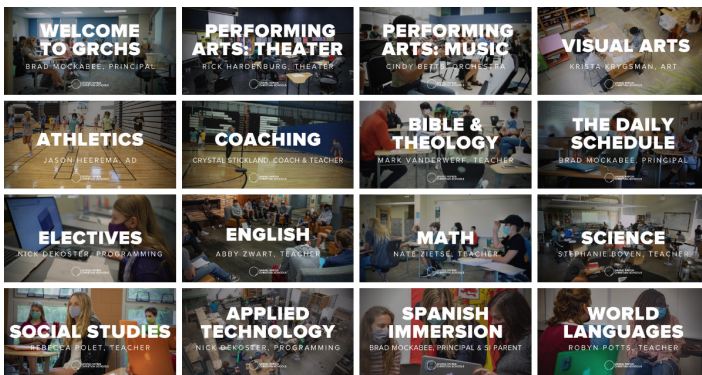 WELCOME
TO GRCHS
BRAD MOCKABEE, PRINCIPAL
PERFORMING
ARTS: THEATER
RICK HARDENBURG, THEATER
PERFORMING
ARTS: MUSIC
CINDY BETTS, ORCHESTRA
VISUAL ARTS
KRISTA KRYGSMAN, ART
ATHLETICS
JASON HEEREMA, AD
COACHING
CRYSTAL STICKLAND, COACH & TEACHER
BIBLE &
THEOLOGY
MARK VANDERWERF, TEACHER
THE DAILY
SCHEDULE
BRAD MOCKABEE, PRINCIPAL
ELECTIVES
NICK DEKOSTER, PROGRAMMING
ENGLISH
ABBY ZWART, TEACHER
MATH
NATE ZIETSE, TEACHER
SCIENCE
STEPHANIE BOVEN, TEACHER
SOCIAL STUDIES
REBECCA POLET, TEACHER
APPLIED
TECHNOLOGY
NICK DEKOSTER, PROGRAMMING
SPANISH
IMMERSION
BRAD MOCKABEE, PRINCIPAL & SI PARENT
WORLD
LANGUAGES
ROBYN POTTS, TEACHER